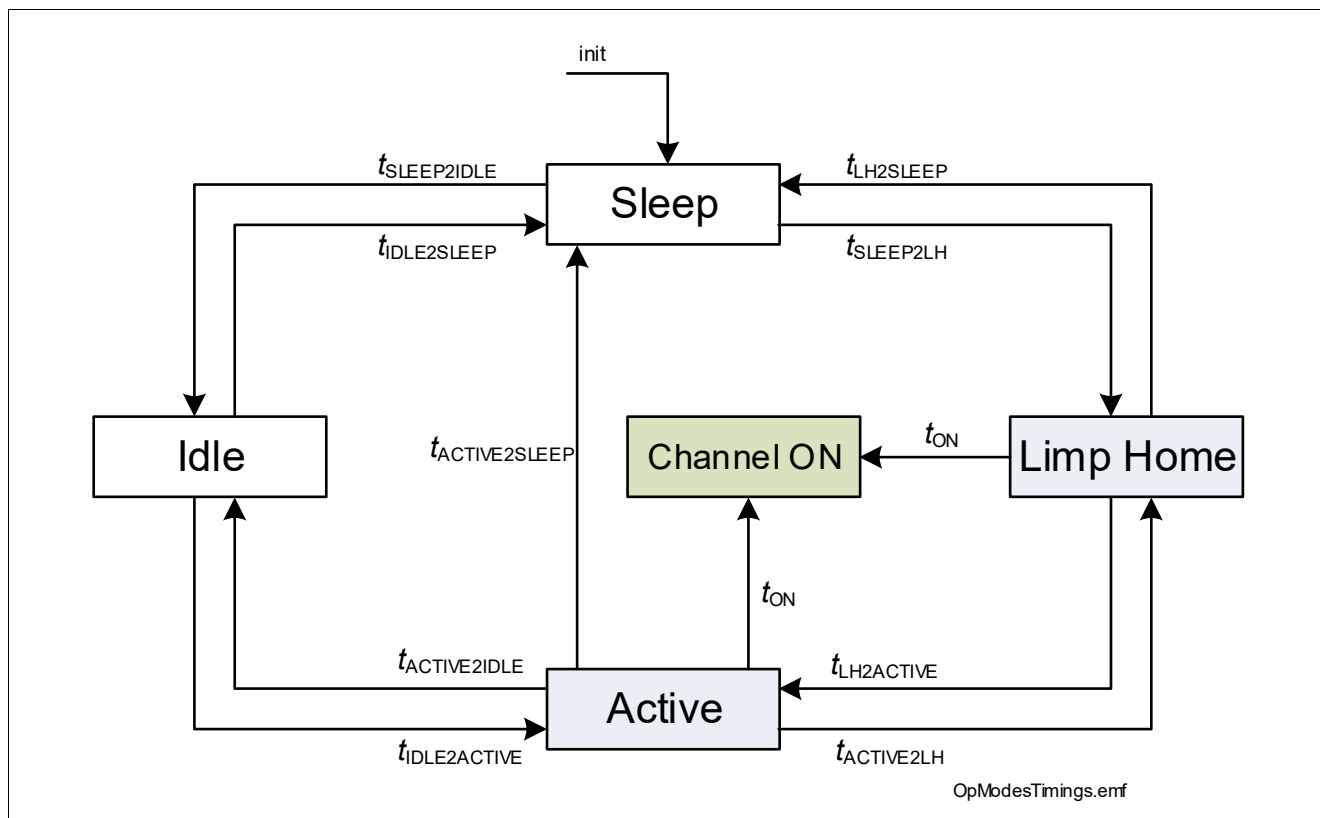 init
tSLEEP2IDLE
tLH2SLEEP
Sleep
tIDLE2SLEEP
tSLEEP2LH
Idle
tACTIVE2SLEEP
Channel ON
tON
Limp Home
tON
tACTIVE2IDLE
tLH2ACTIVE
Active
tIDLE2ACTIVE
tACTIVE2LH
OpModesTimings.emf